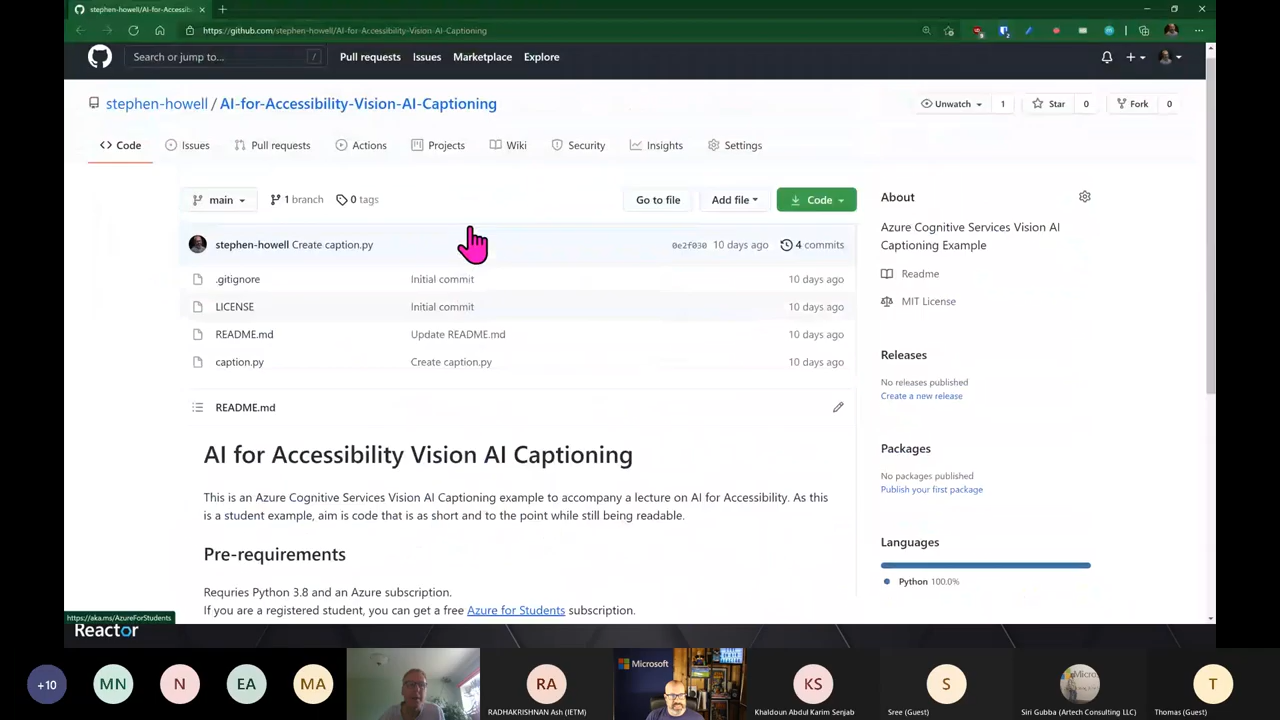 stephen-howell/AI-for-Accessib
https://github.com/stephen-howell/AI-for-Accessibility-Vision-AI-Captioning
Search or jump to...
/
Pull requests
Issues
Marketplace
Explore
stephen-howell / AI-for-Accessibility-Vision-AI-Captioning
Unwatch 1
Star 0
Fork 0
Code
Issues
Pull requests
Actions
Projects
Wiki
Security
Insights
Settings
main
1 branch
0 tags
Go to file
Add file
Code
stephen-howell Create caption.py
0e2f030 10 days ago
4 commits
.gitignore Initial commit 10 days ago
LICENSE Initial commit 10 days ago
README.md Update README.md 10 days ago
caption.py Create caption.py 10 days ago
README.md
AI for Accessibility Vision AI Captioning
This is an Azure Cognitive Services Vision AI Captioning example to accompany a lecture on AI for Accessibility. As this
is a student example, aim is code that is as short and to the point while still being readable.
Pre-requirements
Requries Python 3.8 and an Azure subscription.
If you are a registered student, you can get a free Azure for Students subscription.
About
Azure Cognitive Services Vision AI
Captioning Example
Readme
MIT License
Releases
No releases published
Create a new release
Packages
No packages published
Publish your first package
Languages
Python 100.0%
https://aka.ms/AzureForStudents
Reactor
+10
MN
N
EA
MA
RA
RADHAKRISHNAN Ash (IETM)
Microsoft
KS
Khaldoun Abdul Karim Senjab
S
Sree (Guest)
Siri Gubba (Artech Consulting LLC)
T
Thomas (Guest)